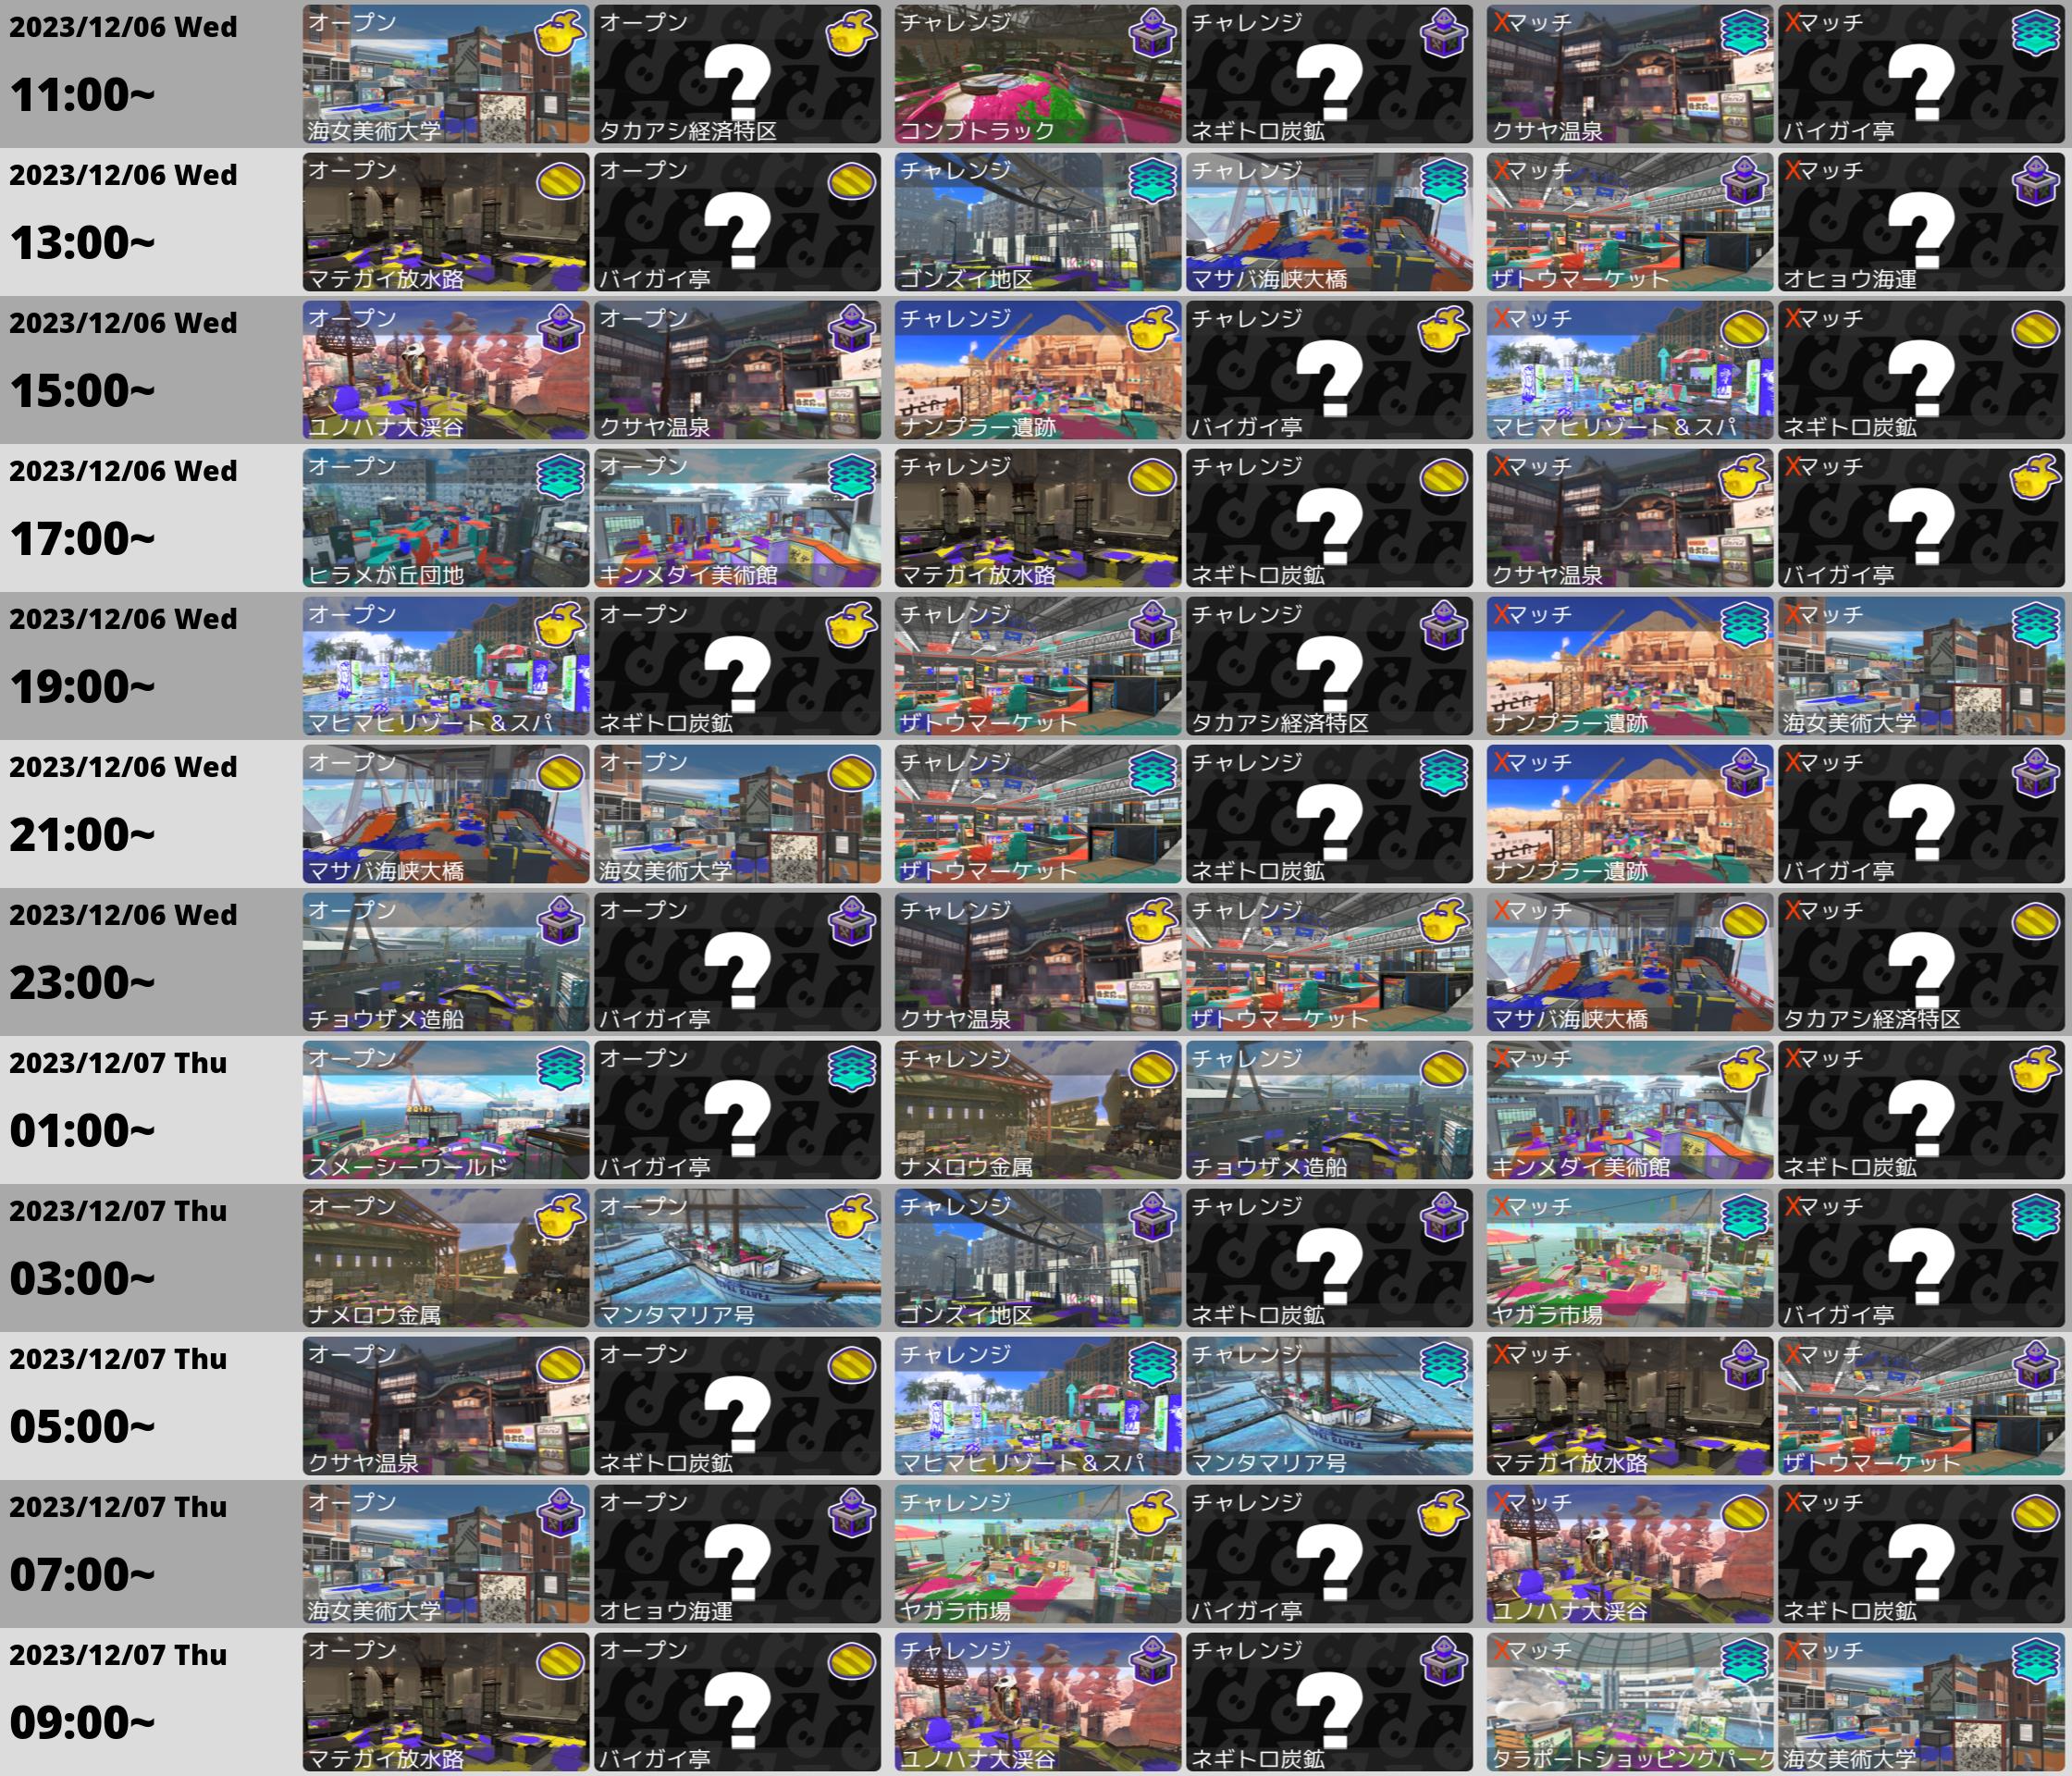 2023/12/06 Wed
11:00~
オープン
海女美術大学
オープン
タカアシ経済特区
チャレンジ
コンブトラック
チャレンジ
ネギトロ炭鉱
Xマッチ
クサヤ温泉
Xマッチ
バイガイ亭
2023/12/06 Wed
13:00~
オープン
マテガイ放水路
オープン
バイガイ亭
チャレンジ
ゴンズイ地区
チャレンジ
マサバ海峡大橋
Xマッチ
ザトウマーケット
Xマッチ
オヒョウ海運
2023/12/06 Wed
15:00~
オープン
ユノハナ大渓谷
オープン
クサヤ温泉
チャレンジ
ナンプラー遺跡
チャレンジ
バイガイ亭
Xマッチ
マヒマヒリゾート＆スパ
Xマッチ
ネギトロ炭鉱
2023/12/06 Wed
17:00~
オープン
ヒラメが丘団地
オープン
キンメダイ美術館
チャレンジ
マテガイ放水路
チャレンジ
ネギトロ炭鉱
Xマッチ
クサヤ温泉
Xマッチ
バイガイ亭
2023/12/06 Wed
19:00~
オープン
マヒマヒリゾート＆スパ
オープン
ネギトロ炭鉱
チャレンジ
ザトウマーケット
チャレンジ
タカアシ経済特区
Xマッチ
ナンプラー遺跡
Xマッチ
海女美術大学
2023/12/06 Wed
21:00~
オープン
マサバ海峡大橋
オープン
海女美術大学
チャレンジ
ザトウマーケット
チャレンジ
ネギトロ炭鉱
Xマッチ
ナンプラー遺跡
Xマッチ
バイガイ亭
2023/12/06 Wed
23:00~
オープン
チョウザメ造船
オープン
バイガイ亭
チャレンジ
クサヤ温泉
チャレンジ
ザトウマーケット
Xマッチ
マサバ海峡大橋
Xマッチ
タカアシ経済特区
2023/12/07 Thu
01:00~
オープン
スメーシーワールド
オープン
バイガイ亭
チャレンジ
ナメロウ金属
チャレンジ
チョウザメ造船
Xマッチ
キンメダイ美術館
Xマッチ
ネギトロ炭鉱
2023/12/07 Thu
03:00~
オープン
ナメロウ金属
オープン
マンタマリア号
チャレンジ
ゴンズイ地区
チャレンジ
ネギトロ炭鉱
Xマッチ
ヤガラ市場
Xマッチ
バイガイ亭
2023/12/07 Thu
05:00~
オープン
クサヤ温泉
オープン
ネギトロ炭鉱
チャレンジ
マヒマヒリゾート＆スパ
チャレンジ
マンタマリア号
Xマッチ
マテガイ放水路
Xマッチ
ザトウマーケット
2023/12/07 Thu
07:00~
オープン
海女美術大学
オープン
オヒョウ海運
チャレンジ
ヤガラ市場
チャレンジ
バイガイ亭
Xマッチ
ユノハナ大渓谷
Xマッチ
ネギトロ炭鉱
2023/12/07 Thu
09:00~
オープン
マテガイ放水路
オープン
バイガイ亭
チャレンジ
ユノハナ大渓谷
チャレンジ
ネギトロ炭鉱
Xマッチ
タラポートショッピングパーク
Xマッチ
海女美術大学